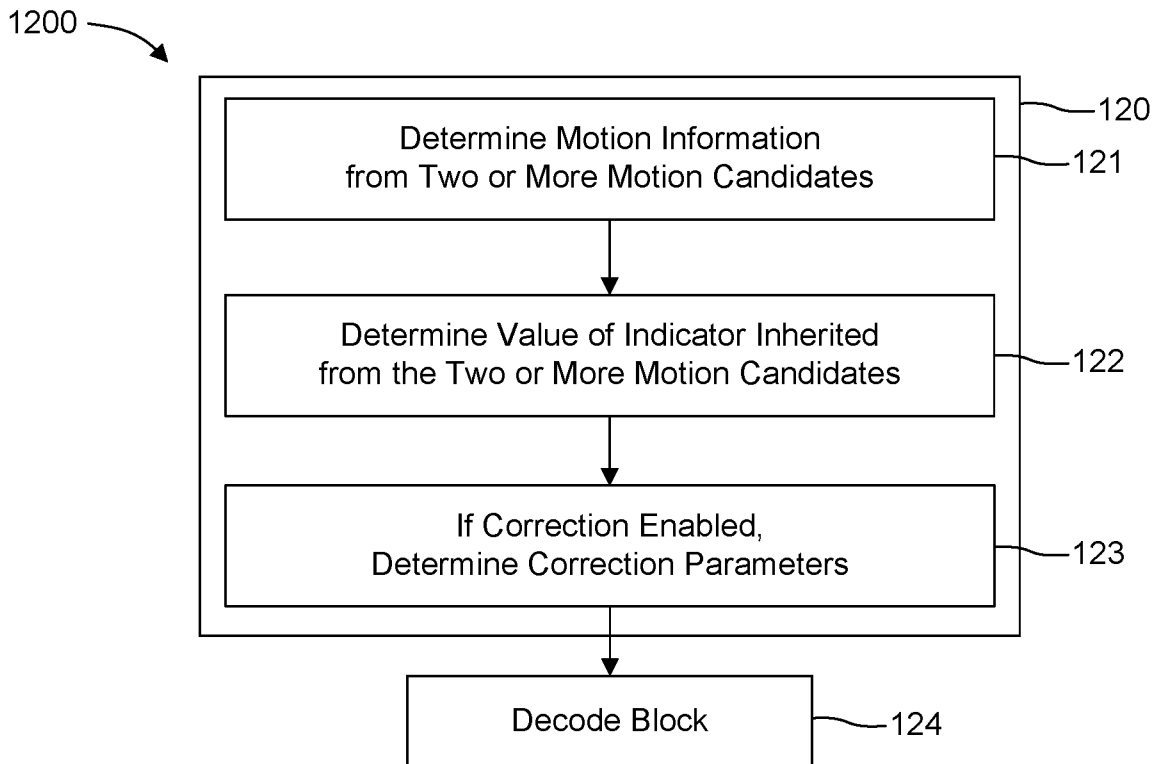 1200
120
Determine Motion Information
from Two or More Motion Candidates
121
Determine Value of Indicator Inherited
from the Two or More Motion Candidates
122
If Correction Enabled,
Determine Correction Parameters
123
Decode Block
124